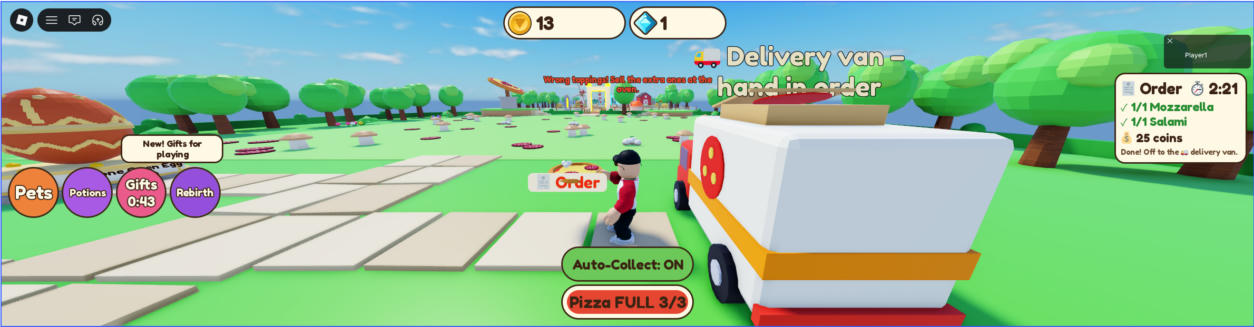 13
1
Delivery van –
hand in order
Wrong toppings! Sell the extra ones at the
oven.
Player1
Order 2:21
✓ 1/1 Mozzarella
✓ 1/1 Salami
25 coins
Done! Off to the delivery van.
New! Gifts for
playing
Pets
Potions
Gifts
0:43
Rebirth
Order
Auto-Collect: ON
Pizza FULL 3/3